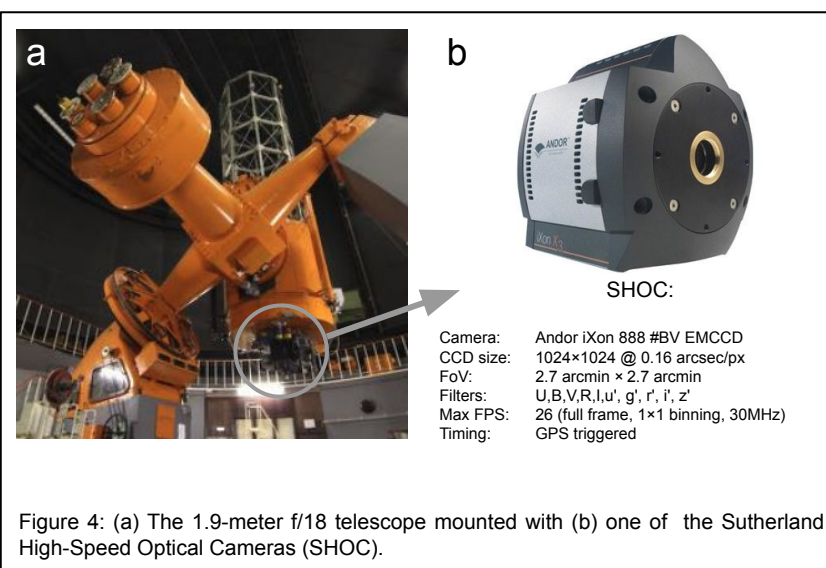 a
b
ANDOR
iXon X3
SHOC:
Camera: Andor iXon 888 #BV EMCCD
CCD size: 1024×1024 @ 0.16 arcsec/px
FoV: 2.7 arcmin × 2.7 arcmin
Filters: U,B,V,R,I,u', g', r', i', z'
Max FPS: 26 (full frame, 1×1 binning, 30MHz)
Timing: GPS triggered
Figure 4: (a) The 1.9-meter f/18 telescope mounted with (b) one of the Sutherland
High-Speed Optical Cameras (SHOC).